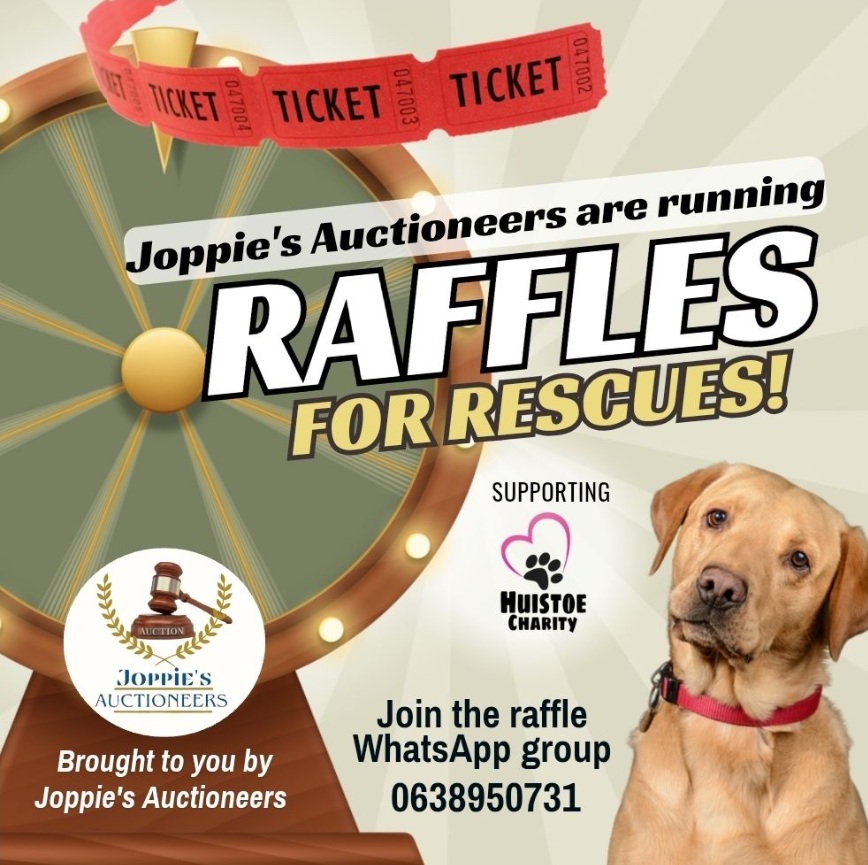 TICKET 047004 TICKET 047003 TICKET 047002
Joppie's Auctioneers are running
RAFFLES
FOR RESCUES!
SUPPORTING
HUISTOE
CHARITY
AUCTION
JOPPIE'S
AUCTIONEERS
Brought to you by
Joppie's Auctioneers
Join the raffle
WhatsApp group
0638950731